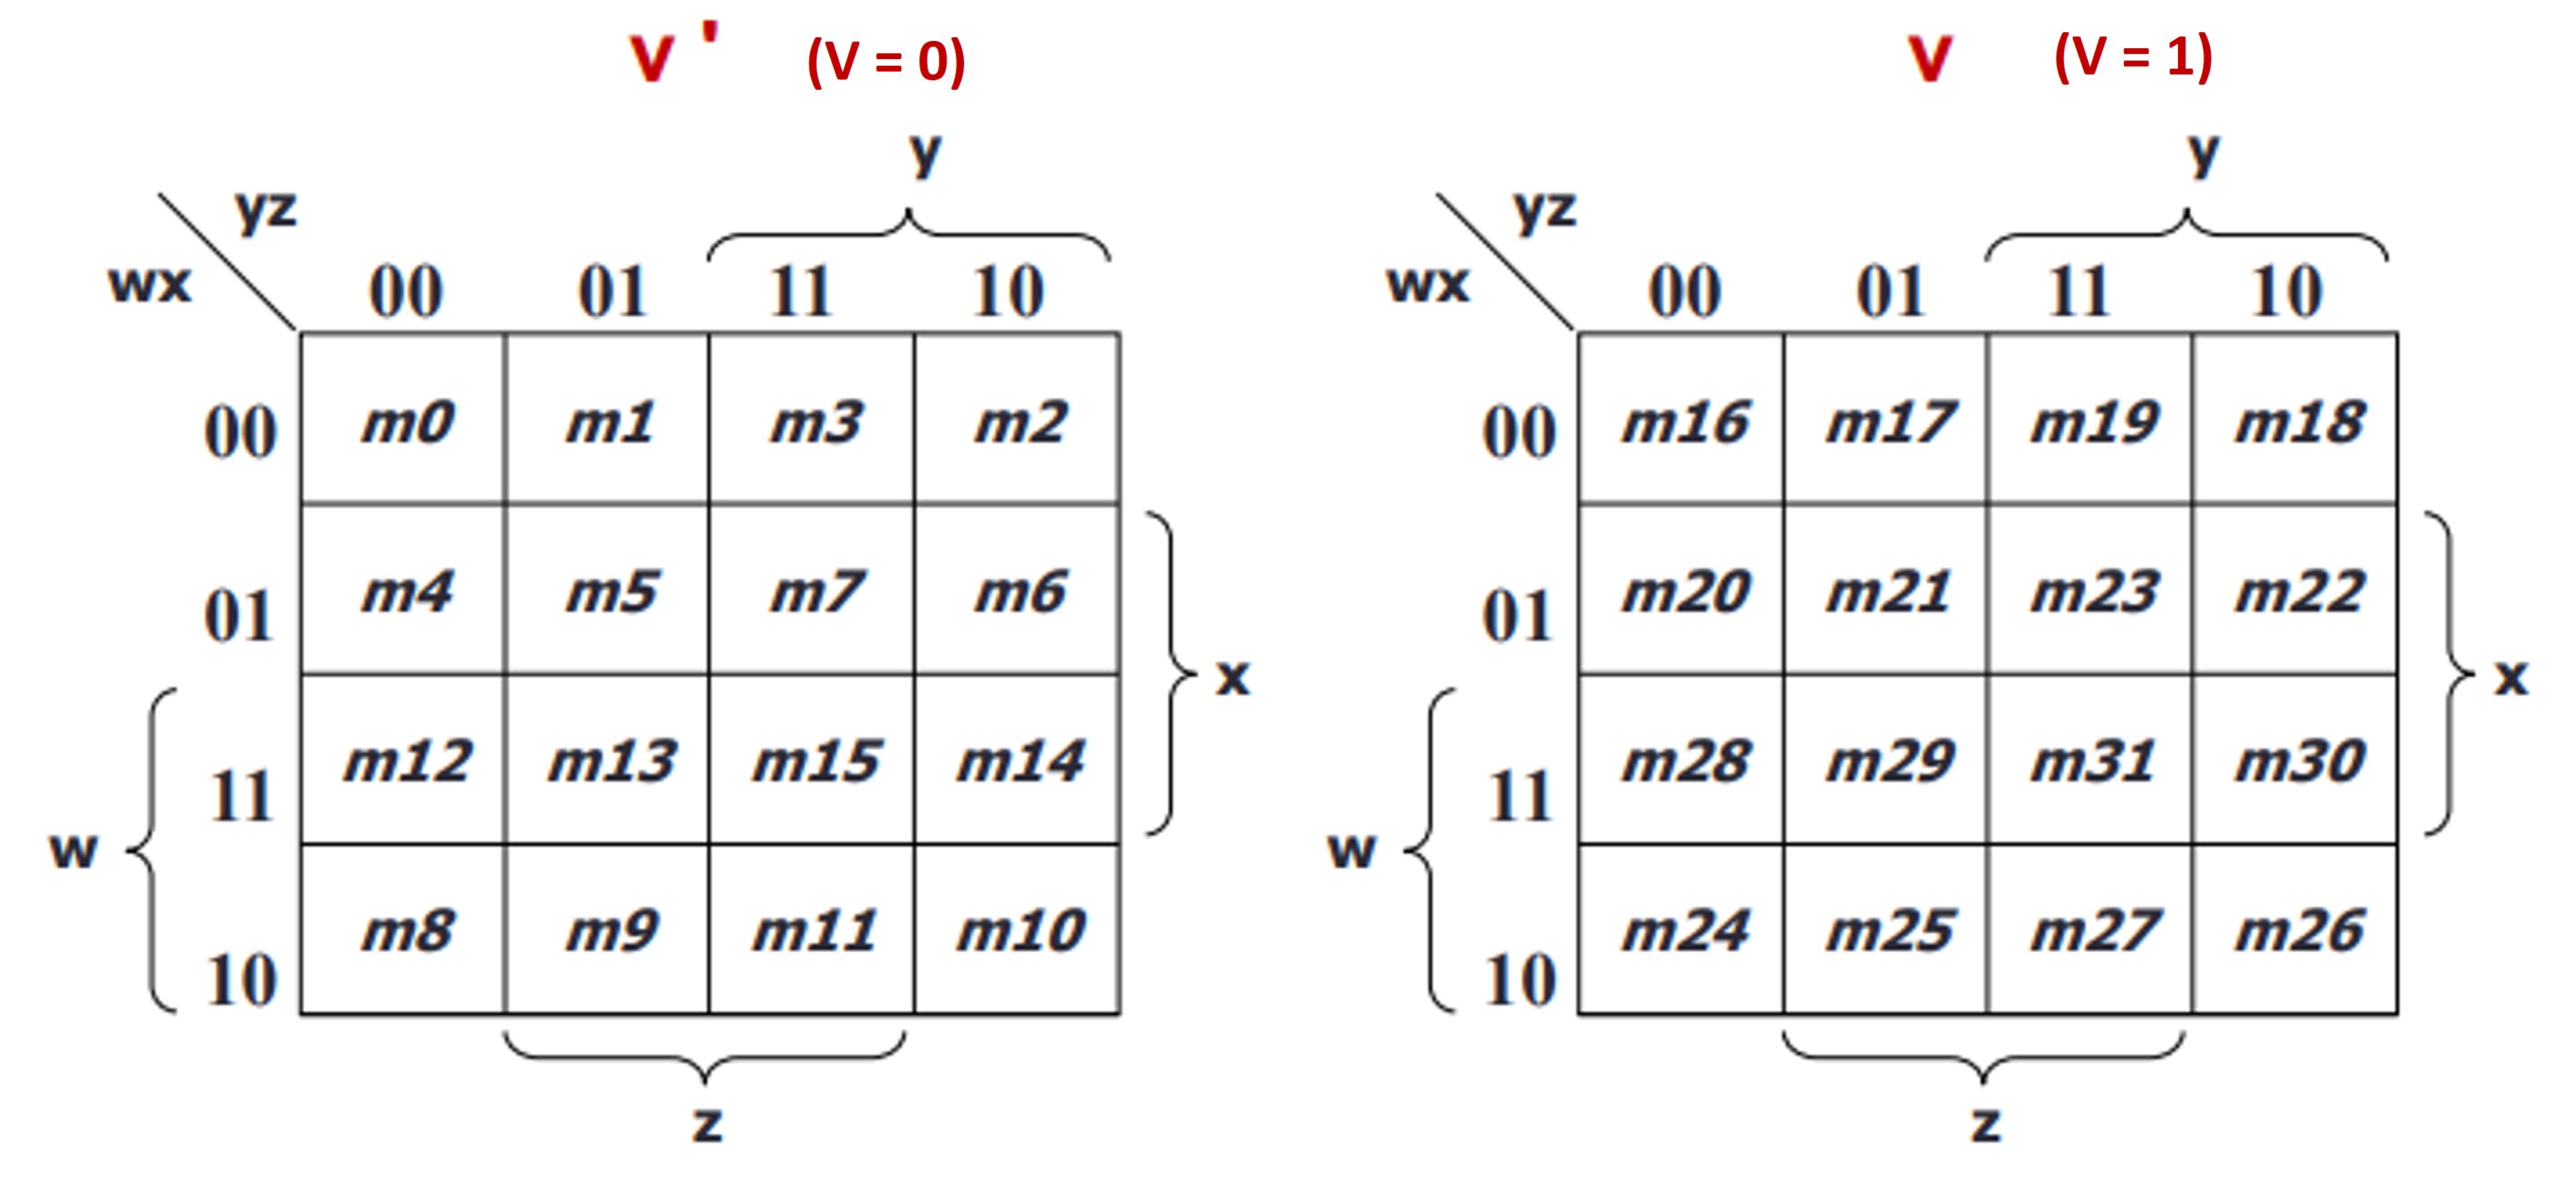 V ' (V = 0) V (V = 1)
y y
yz yz
wx 00 01 11 10 wx 00 01 11 10
00 m0 m1 m3 m2 00 m16 m17 m19 m18
01 m4 m5 m7 m6 01 m20 m21 m23 m22
x x
11 m12 m13 m15 m14 11 m28 m29 m31 m30
w w
10 m8 m9 m11 m10 10 m24 m25 m27 m26
z z